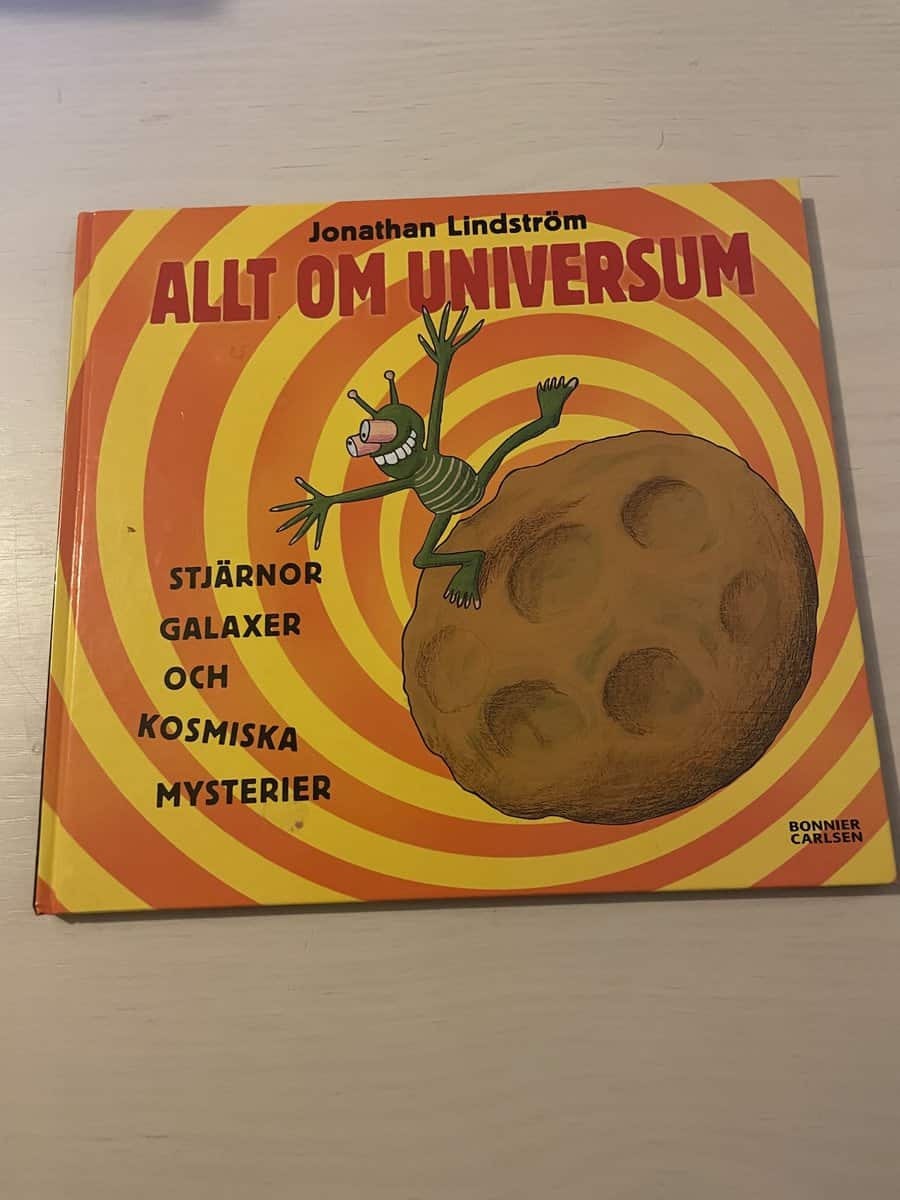 Jonathan Lindström
ALLT OM UNIVERSUM
STJÄRNOR
GALAXER
OCH
KOSMISKA
MYSTERIER
BONNIER
CARLSEN